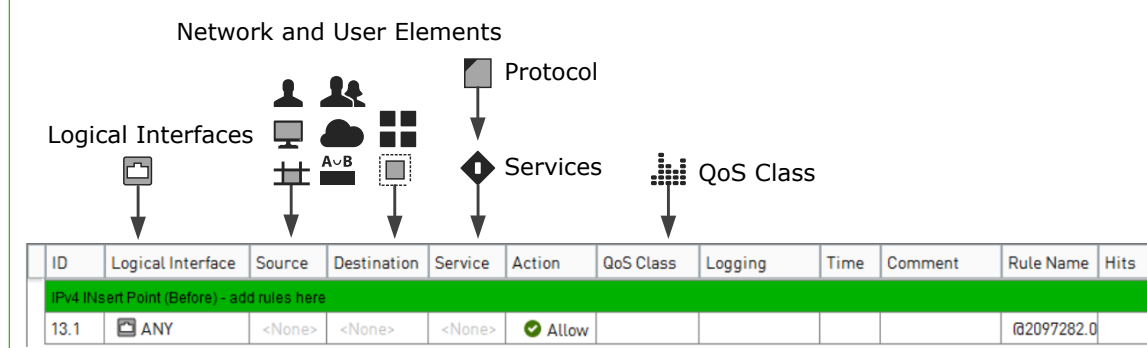 Network and User Elements
Protocol
Logical Interfaces
A∪B
Services
QoS Class
ID Logical Interface Source Destination Service Action QoS Class Logging Time Comment Rule Name Hits
IPv4 INsert Point (Before) - add rules here
13.1 ANY <None> <None> <None> Allow @2097282.0